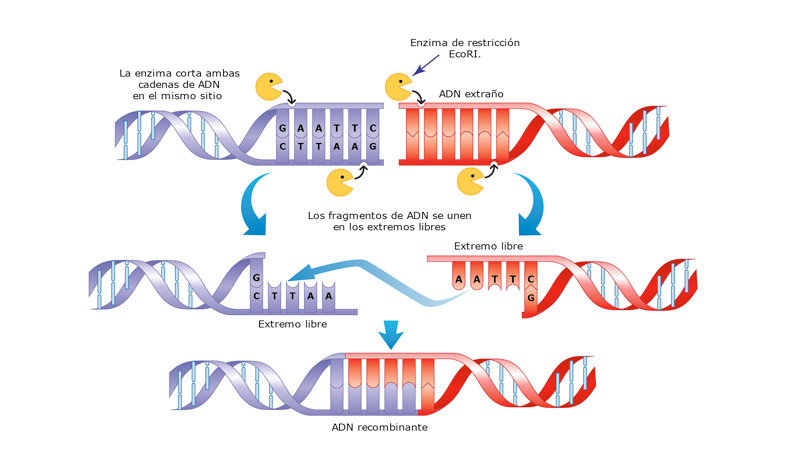 Enzima de restricción
EcoRI.
La enzima corta ambas
cadenas de ADN
en el mismo sitio
ADN extraño
G A A T T C
C T T A A G
Los fragmentos de ADN se unen
en los extremos libres
Extremo libre
A A T T C
G
G
C T T A A
Extremo libre
ADN recombinante